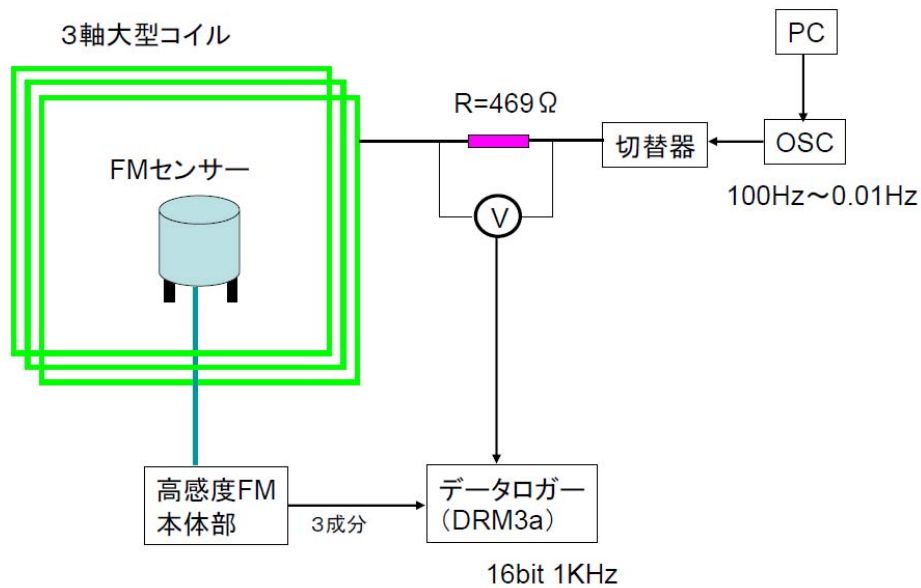 3軸大型コイル
PC
R=469Ω
切替器
OSC
FMセンサー
100Hz~0.01Hz
V
高感度FM
本体部
3成分
データロガー
(DRM3a)
16bit 1KHz